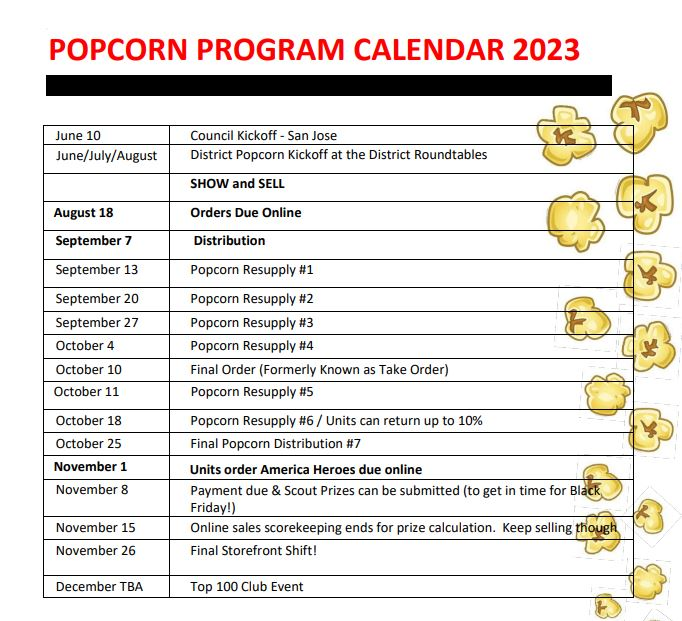 POPCORN PROGRAM CALENDAR 2023
June 10 Council Kickoff - San Jose
June/July/August District Popcorn Kickoff at the District Roundtables
SHOW and SELL
August 18 Orders Due Online
September 7 Distribution
September 13 Popcorn Resupply #1
September 20 Popcorn Resupply #2
September 27 Popcorn Resupply #3
October 4 Popcorn Resupply #4
October 10 Final Order (Formerly Known as Take Order)
October 11 Popcorn Resupply #5
October 18 Popcorn Resupply #6 / Units can return up to 10%
October 25 Final Popcorn Distribution #7
November 1 Units order America Heroes due online
November 8 Payment due & Scout Prizes can be submitted (to get in time for Black
Friday!)
November 15 Online sales scorekeeping ends for prize calculation. Keep selling though
November 26 Final Storefront Shift!
December TBA Top 100 Club Event